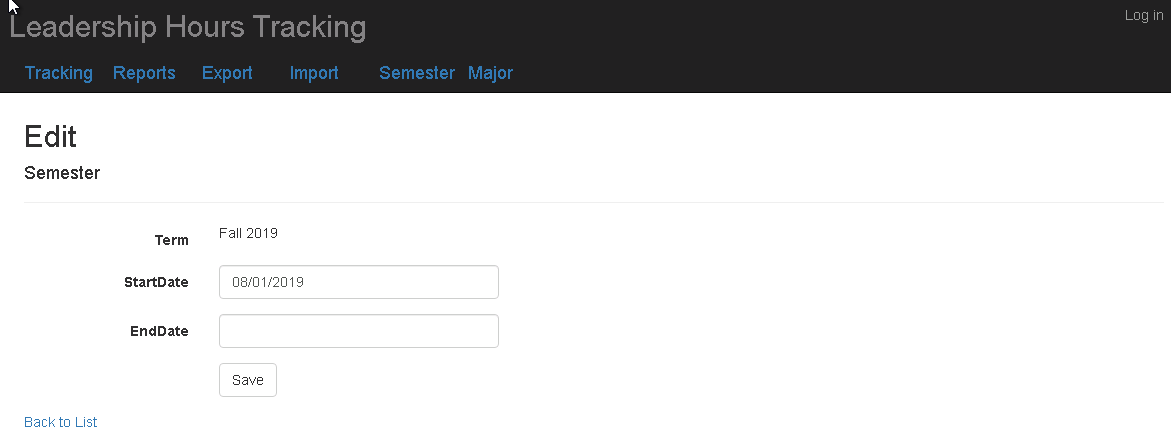 Log in
Leadership Hours Tracking
Tracking Reports Export Import Semester Major
Edit
Semester
Term Fall 2019
StartDate 08/01/2019
EndDate
Save
Back to List